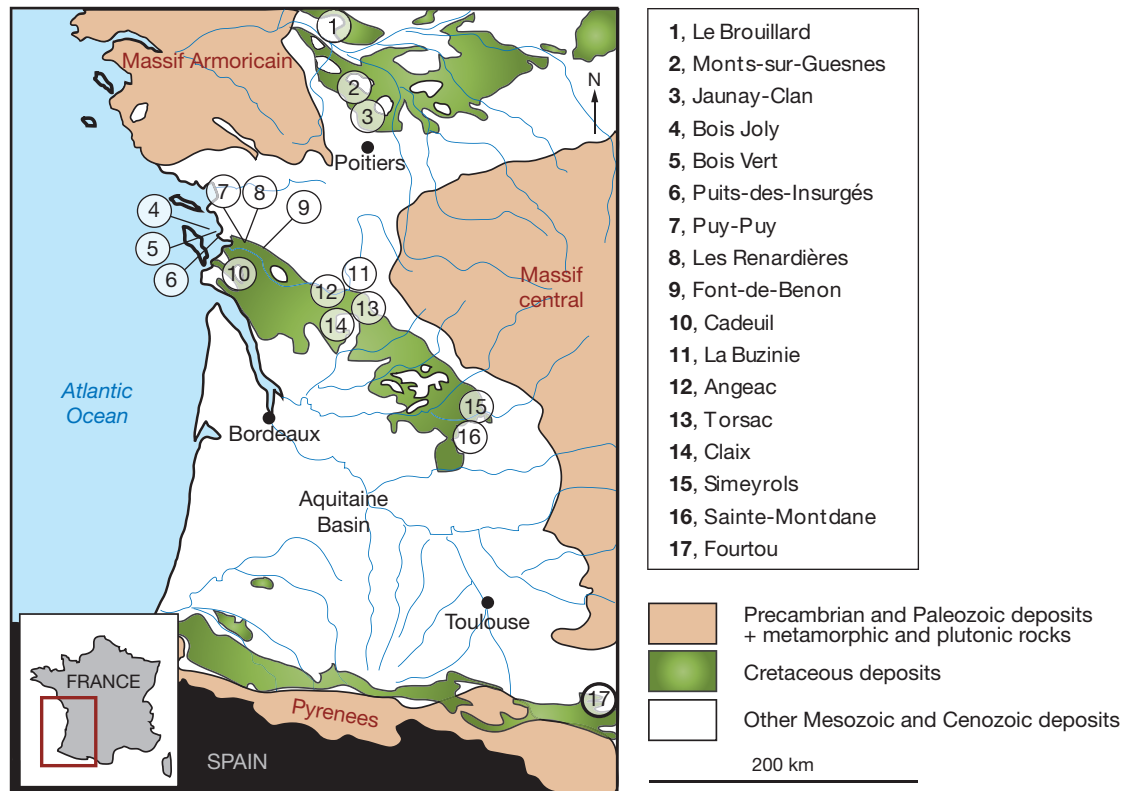 1
Massif Armoricain
2
3
N
Poitiers
7
8
9
4
5
6
10
11
12
13
14
Massif
central
Atlantic
Ocean
15
16
Bordeaux
Aquitaine
Basin
Toulouse
17
Pyrenees
FRANCE
SPAIN
1, Le Brouillard
2, Monts-sur-Guesnes
3, Jaunay-Clan
4, Bois Joly
5, Bois Vert
6, Puits-des-Insurgés
7, Puy-Puy
8, Les Renardières
9, Font-de-Benon
10, Cadeuil
11, La Buzinie
12, Angeac
13, Torsac
14, Claix
15, Simeyrols
16, Sainte-Montdane
17, Fourtou
Precambrian and Paleozoic deposits
+ metamorphic and plutonic rocks
Cretaceous deposits
Other Mesozoic and Cenozoic deposits
200 km